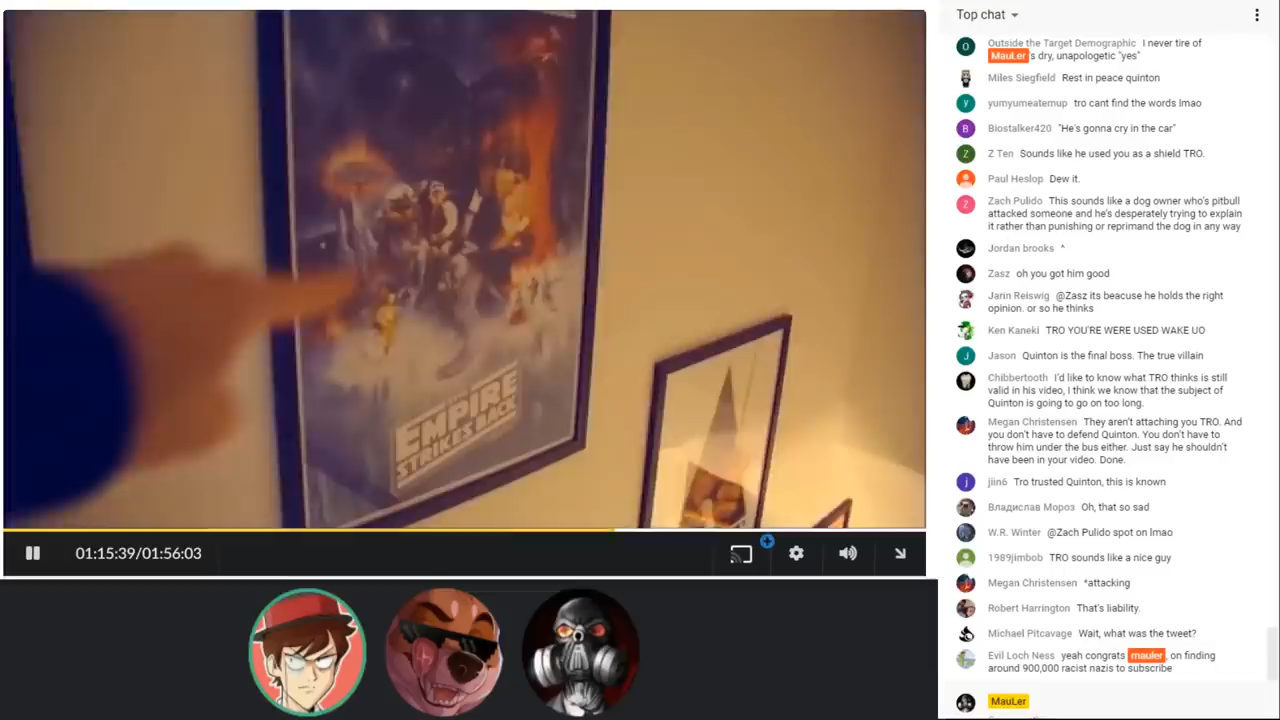 EMPIRE
STRIKES BACK
01:15:39/01:56:03
Top chat
Outside the Target Demographic I never tire of
MauLer's dry, unapologetic "yes"
Miles Siegfield Rest in peace quinton
yumyumeatemup tro cant find the words lmao
Biostalker420 "He's gonna cry in the car"
Z Ten Sounds like he used you as a shield TRO.
Paul Heslop Dew it.
Zach Pulido This sounds like a dog owner who's pitbull
attacked someone and he's desperately trying to explain
it rather than punishing or reprimand the dog in any way
Jordan brooks ^
Zasz oh you got him good
Jarin Reiswig @Zasz its beacuse he holds the right
opinion. or so he thinks
Ken Kaneki TRO YOU'RE WERE USED WAKE UO
Jason Quinton is the final boss. The true villain
Chibbertooth I'd like to know what TRO thinks is still
valid in his video, I think we know that the subject of
Quinton is going to go on too long.
Megan Christensen They aren't attaching you TRO. And
you don't have to defend Quinton. You don't have to
throw him under the bus either. Just say he shouldn't
have been in your video. Done.
jiin6 Tro trusted Quinton, this is known
Владислав Мороз Oh, that so sad
W.R. Winter @Zach Pulido spot on lmao
1989jimbob TRO sounds like a nice guy
Megan Christensen *attacking
Robert Harrington That's liability.
Michael Pitcavage Wait, what was the tweet?
Evil Loch Ness yeah congrats mauler, on finding
around 900,000 racist nazis to subscribe
MauLer